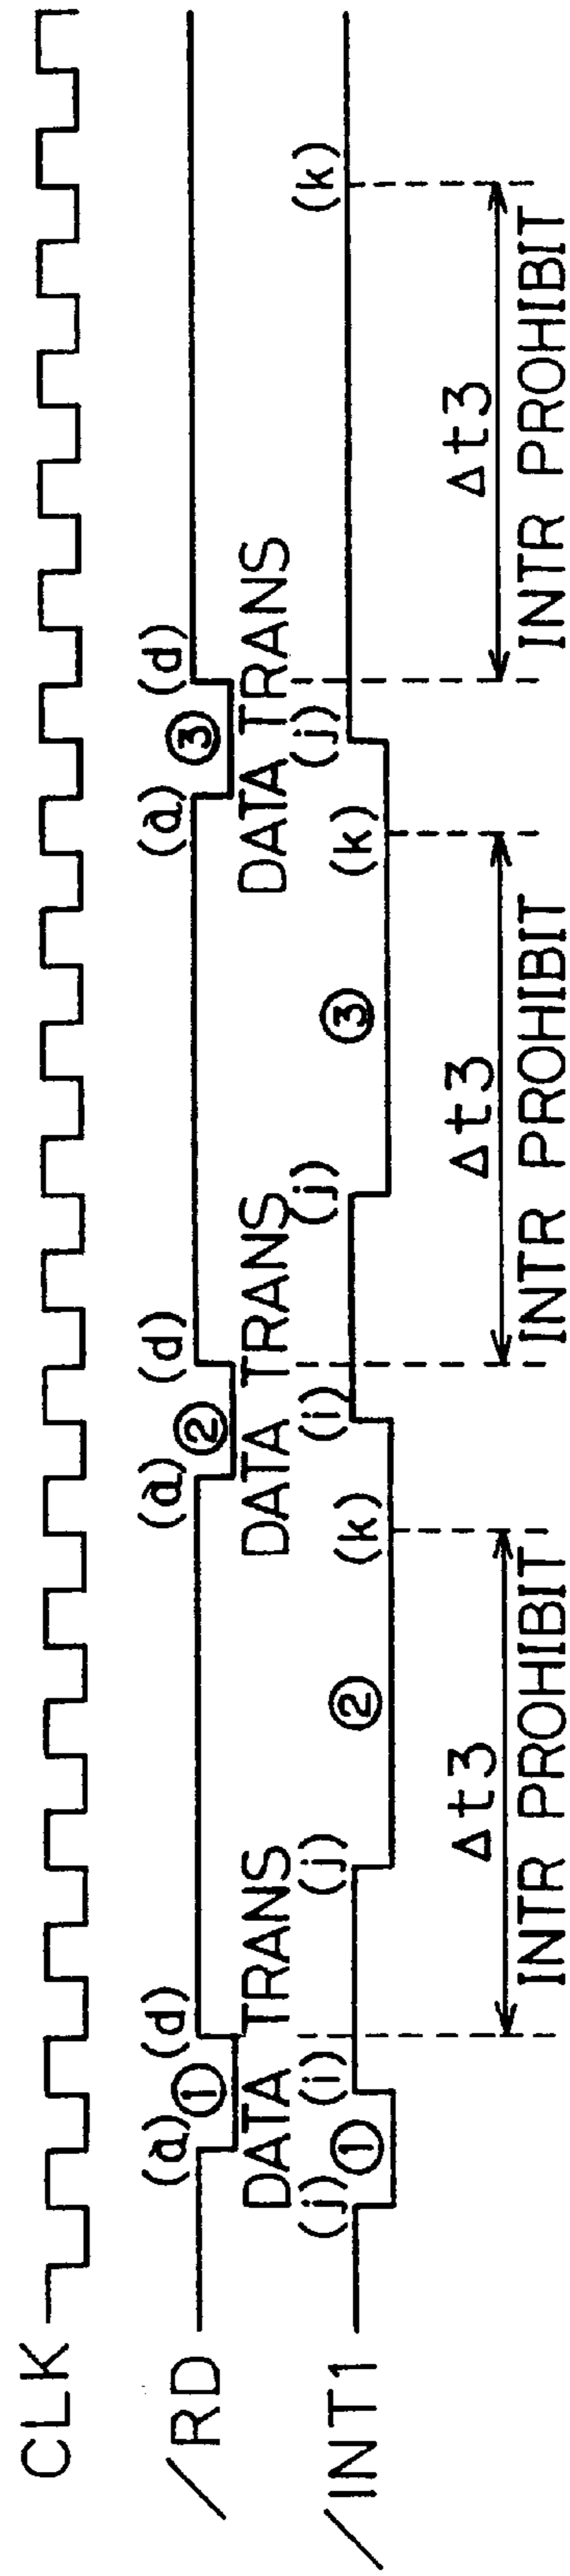 CLK
/RD (a) ① (d) (a) ② (d) (a) ③ (d)
DATA TRANS DATA TRANS DATA TRANS
/INT1 (j) ① (i) (j) ② (k) (i) (j) ③ (k) (j) (k)
Δt3 Δt3 Δt3
INTR PROHIBIT INTR PROHIBIT INTR PROHIBIT